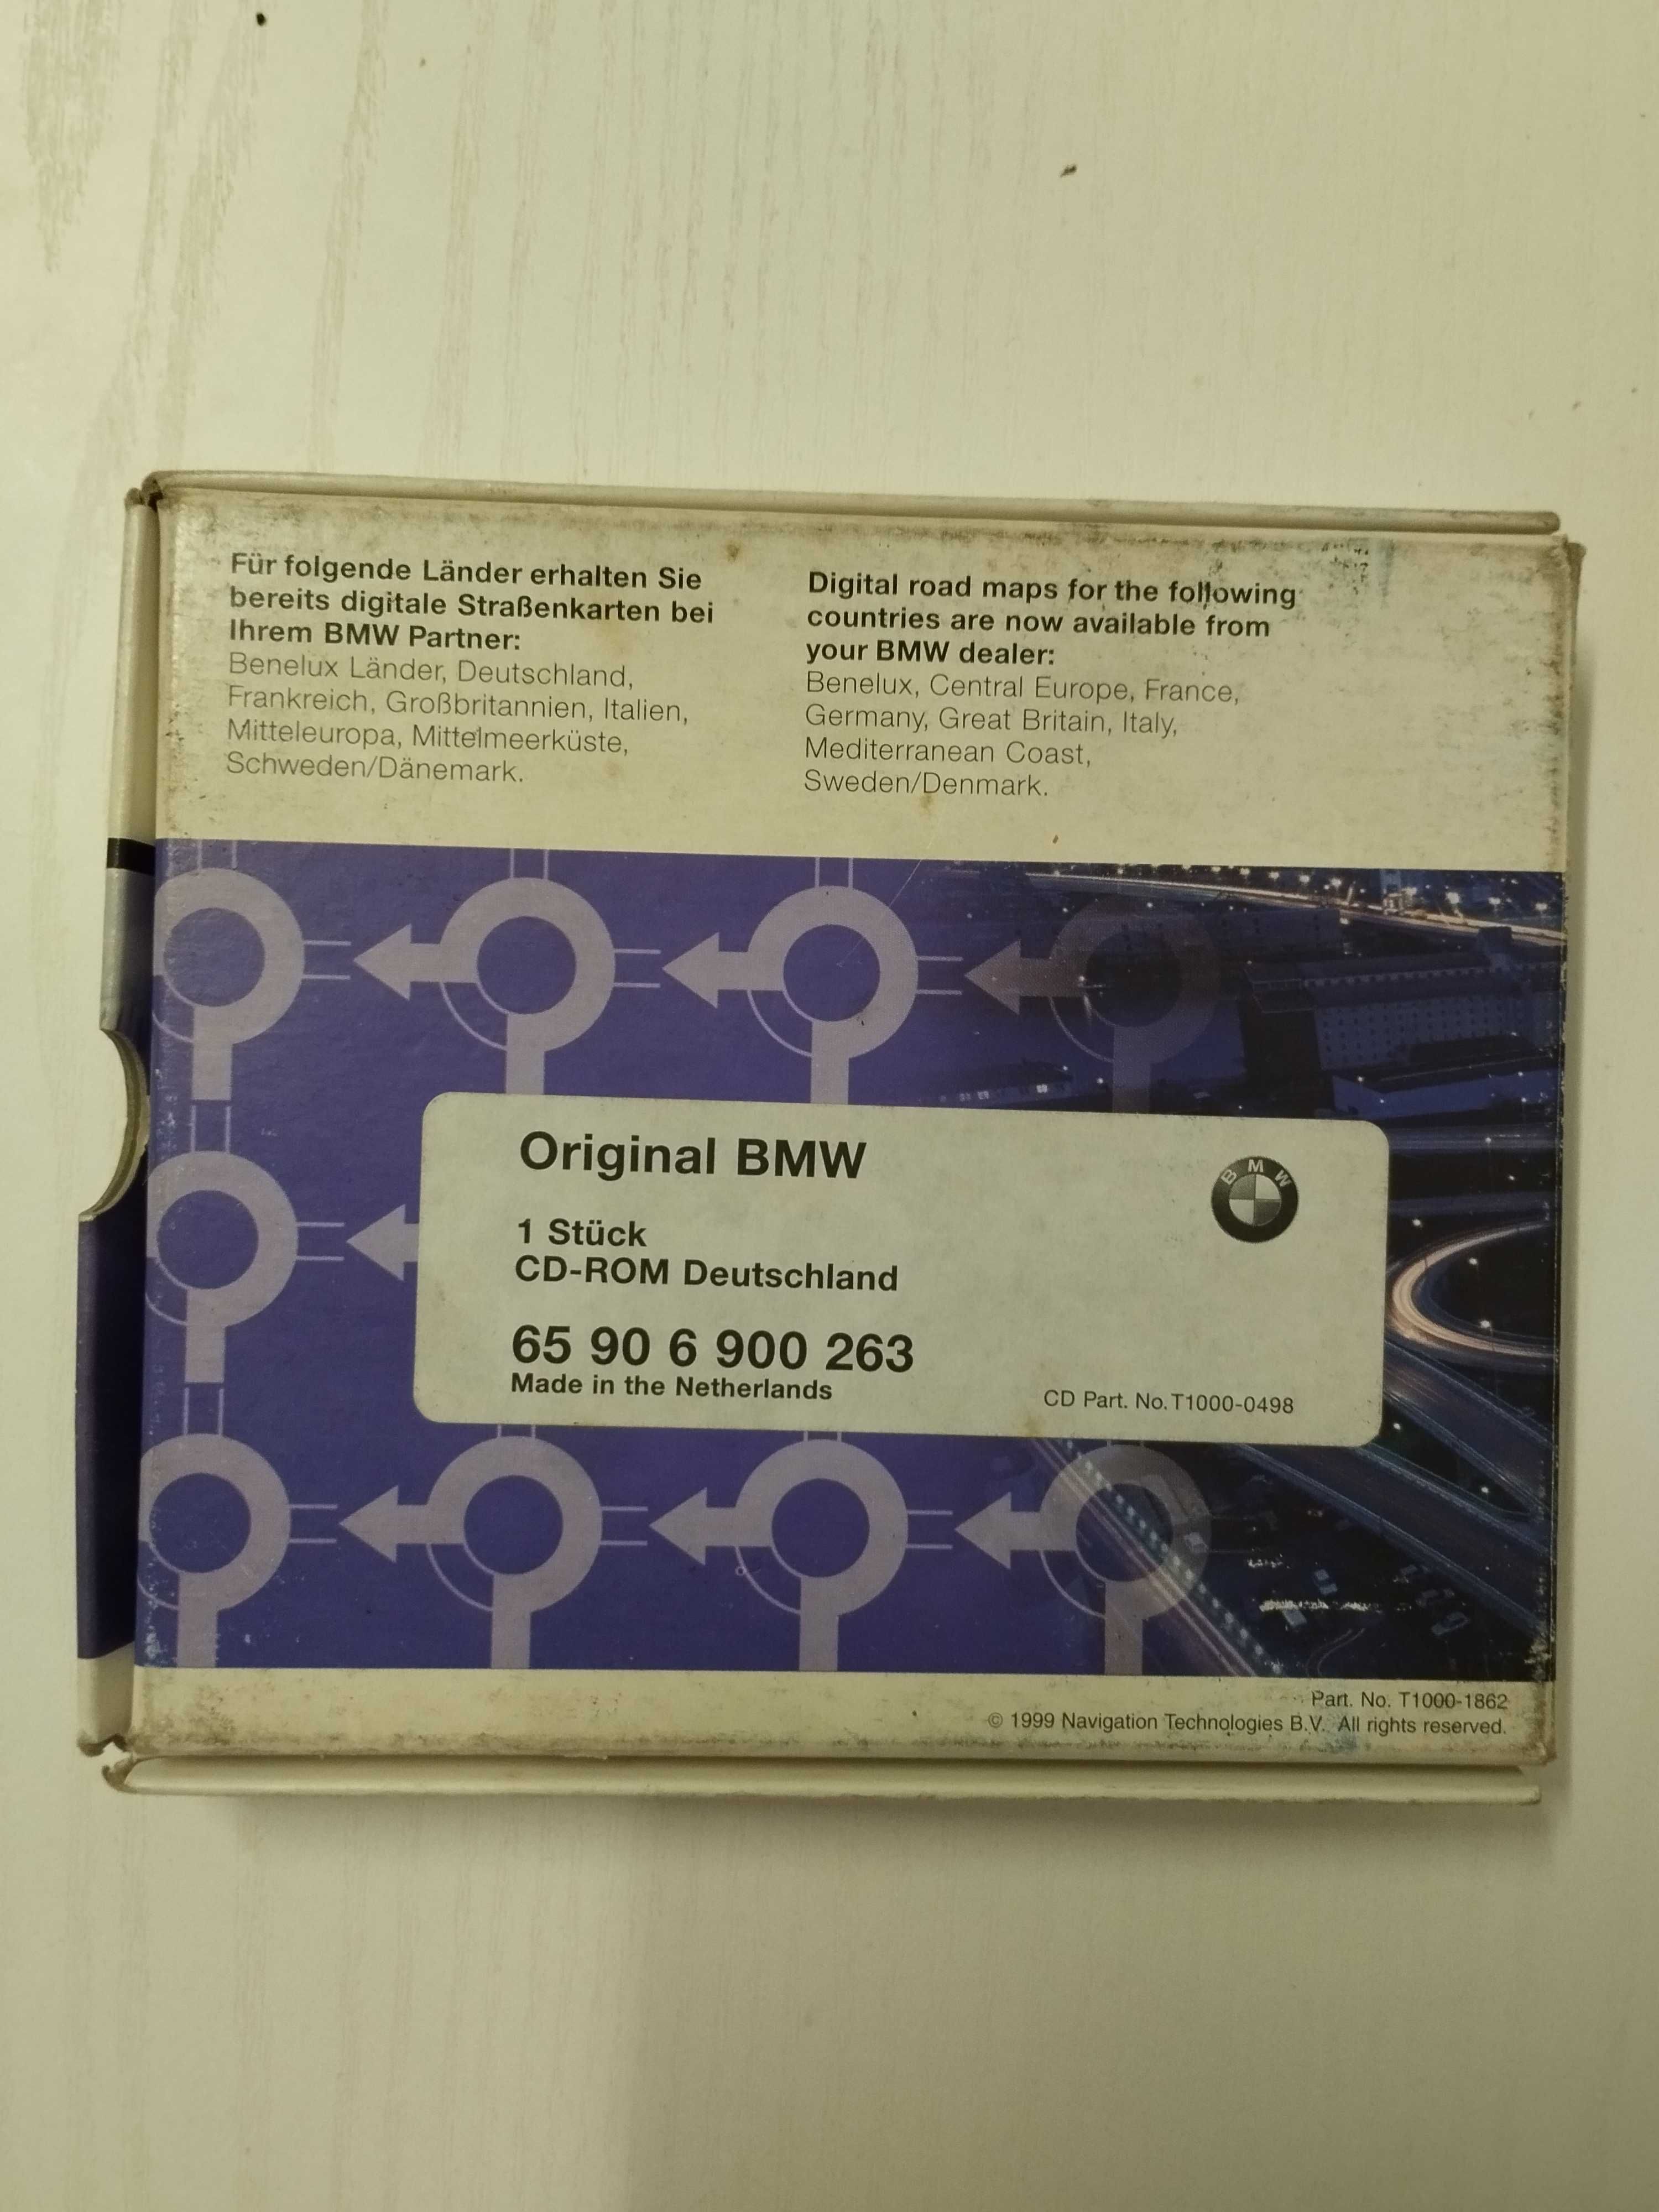 Für folgende Länder erhalten Sie
bereits digitale Straßenkarten bei
Ihrem BMW Partner:
Benelux Länder, Deutschland,
Frankreich, Großbritannien, Italien,
Mitteleuropa, Mittelmeerküste,
Schweden/Dänemark.
Digital road maps for the following
countries are now available from
your BMW dealer:
Benelux, Central Europe, France,
Germany, Great Britain, Italy,
Mediterranean Coast,
Sweden/Denmark.
Original BMW
BMW
1 Stück
CD-ROM Deutschland
65 90 6 900 263
Made in the Netherlands
CD Part. No. T1000-0498
Part. No. T1000-1862
© 1999 Navigation Technologies B.V. All rights reserved.